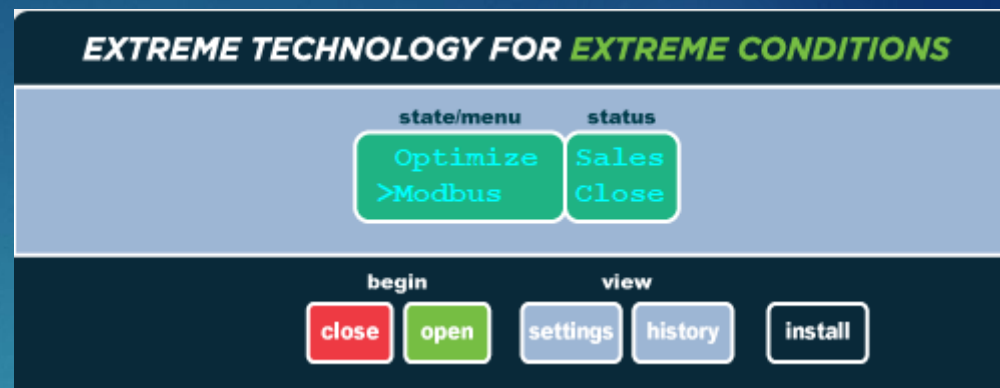 EXTREME TECHNOLOGY FOR EXTREME CONDITIONS
state/menu status
Optimize Sales
>Modbus Close
begin view
close open settings history install